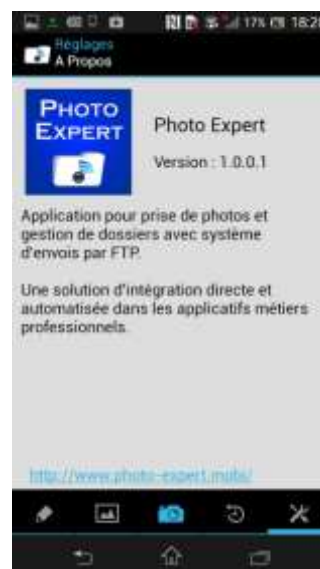 17% 18:28
Réglages
A Propos
PHOTO
EXPERT
Photo Expert
Version : 1.0.0.1
Application pour prise de photos et
gestion de dossiers avec système
d'envois par FTP.
Une solution d'intégration directe et
automatisée dans les applicatifs métiers
professionnels.
http://www.photo-expert.mobi/